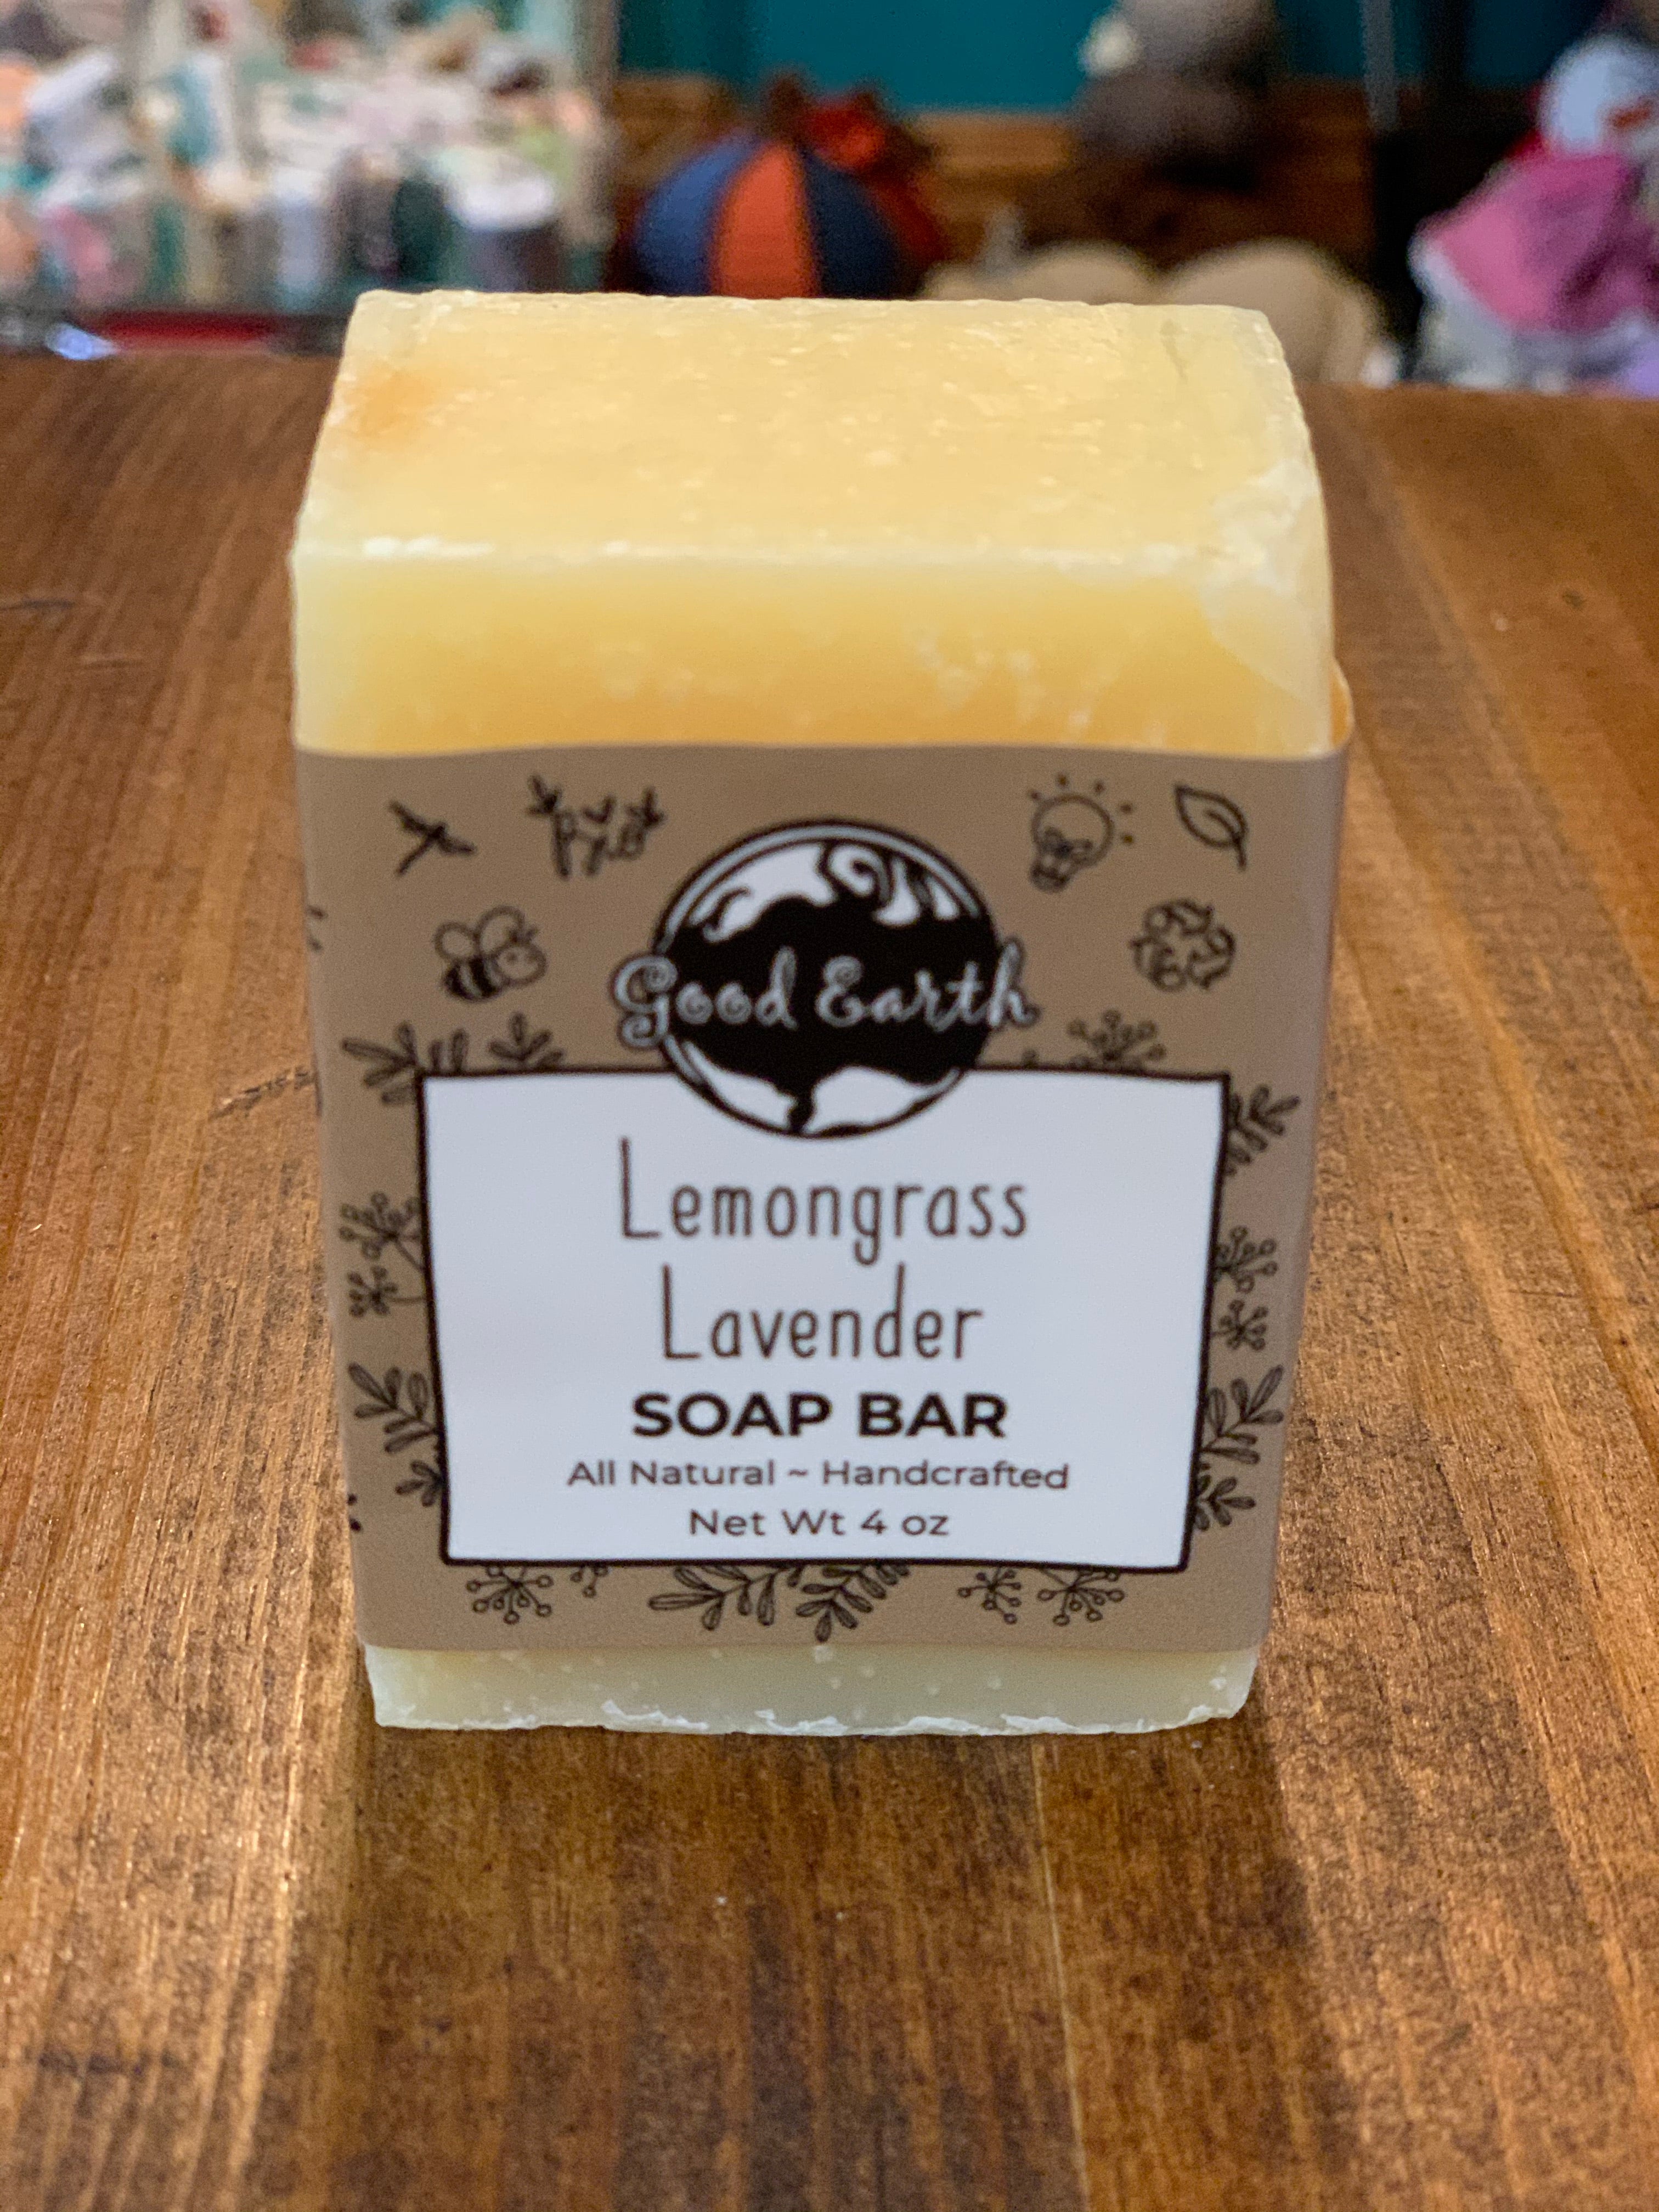 Good Earth
Lemongrass
Lavender
SOAP BAR
All Natural ~ Handcrafted
Net Wt 4 oz